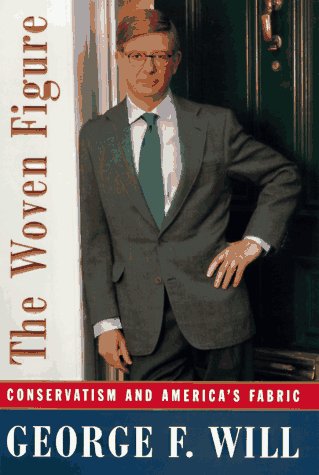 The Woven Figure
CONSERVATISM AND AMERICA'S FABRIC
GEORGE F. WILL